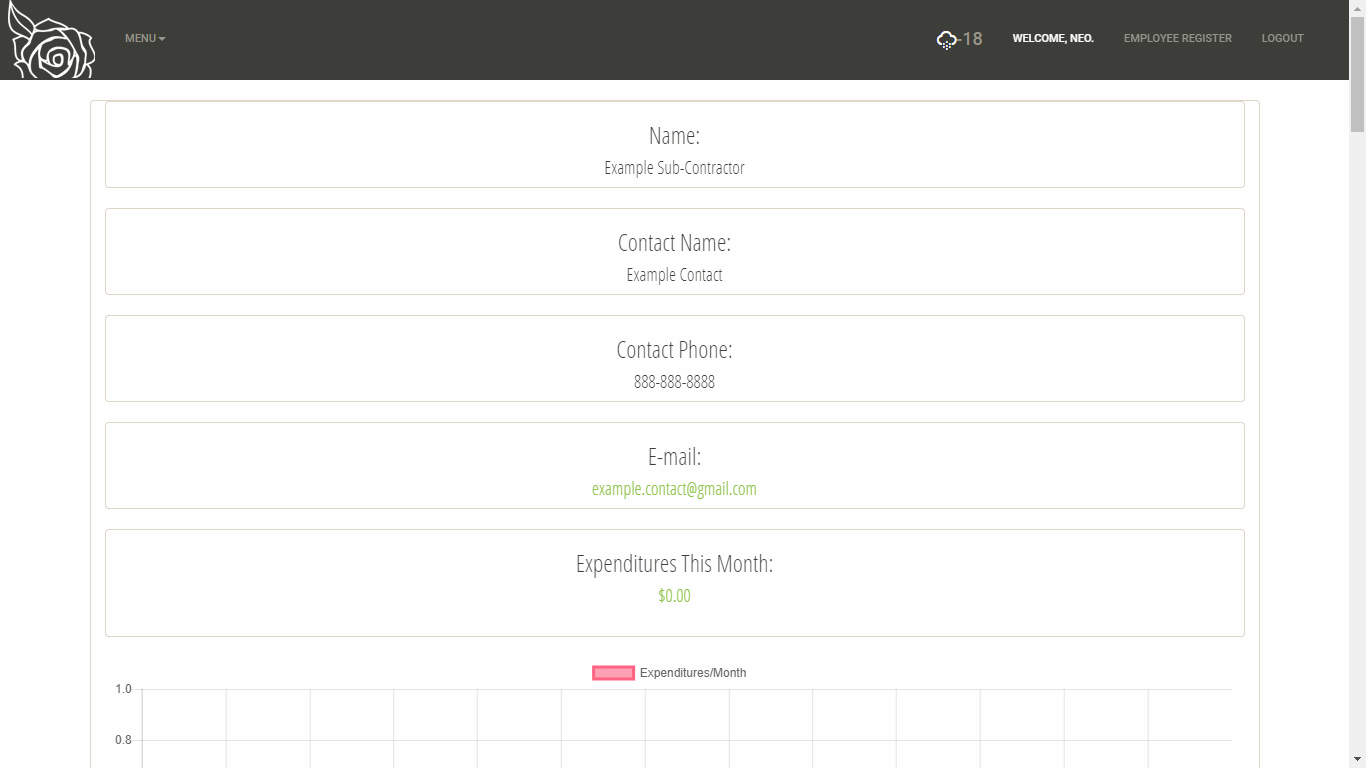 MENU
-18
WELCOME, NEO.
EMPLOYEE REGISTER
LOGOUT
Name:
Example Sub-Contractor
Contact Name:
Example Contact
Contact Phone:
888-888-8888
E-mail:
example.contact@gmail.com
Expenditures This Month:
$0.00
Expenditures/Month
1.0
0.8